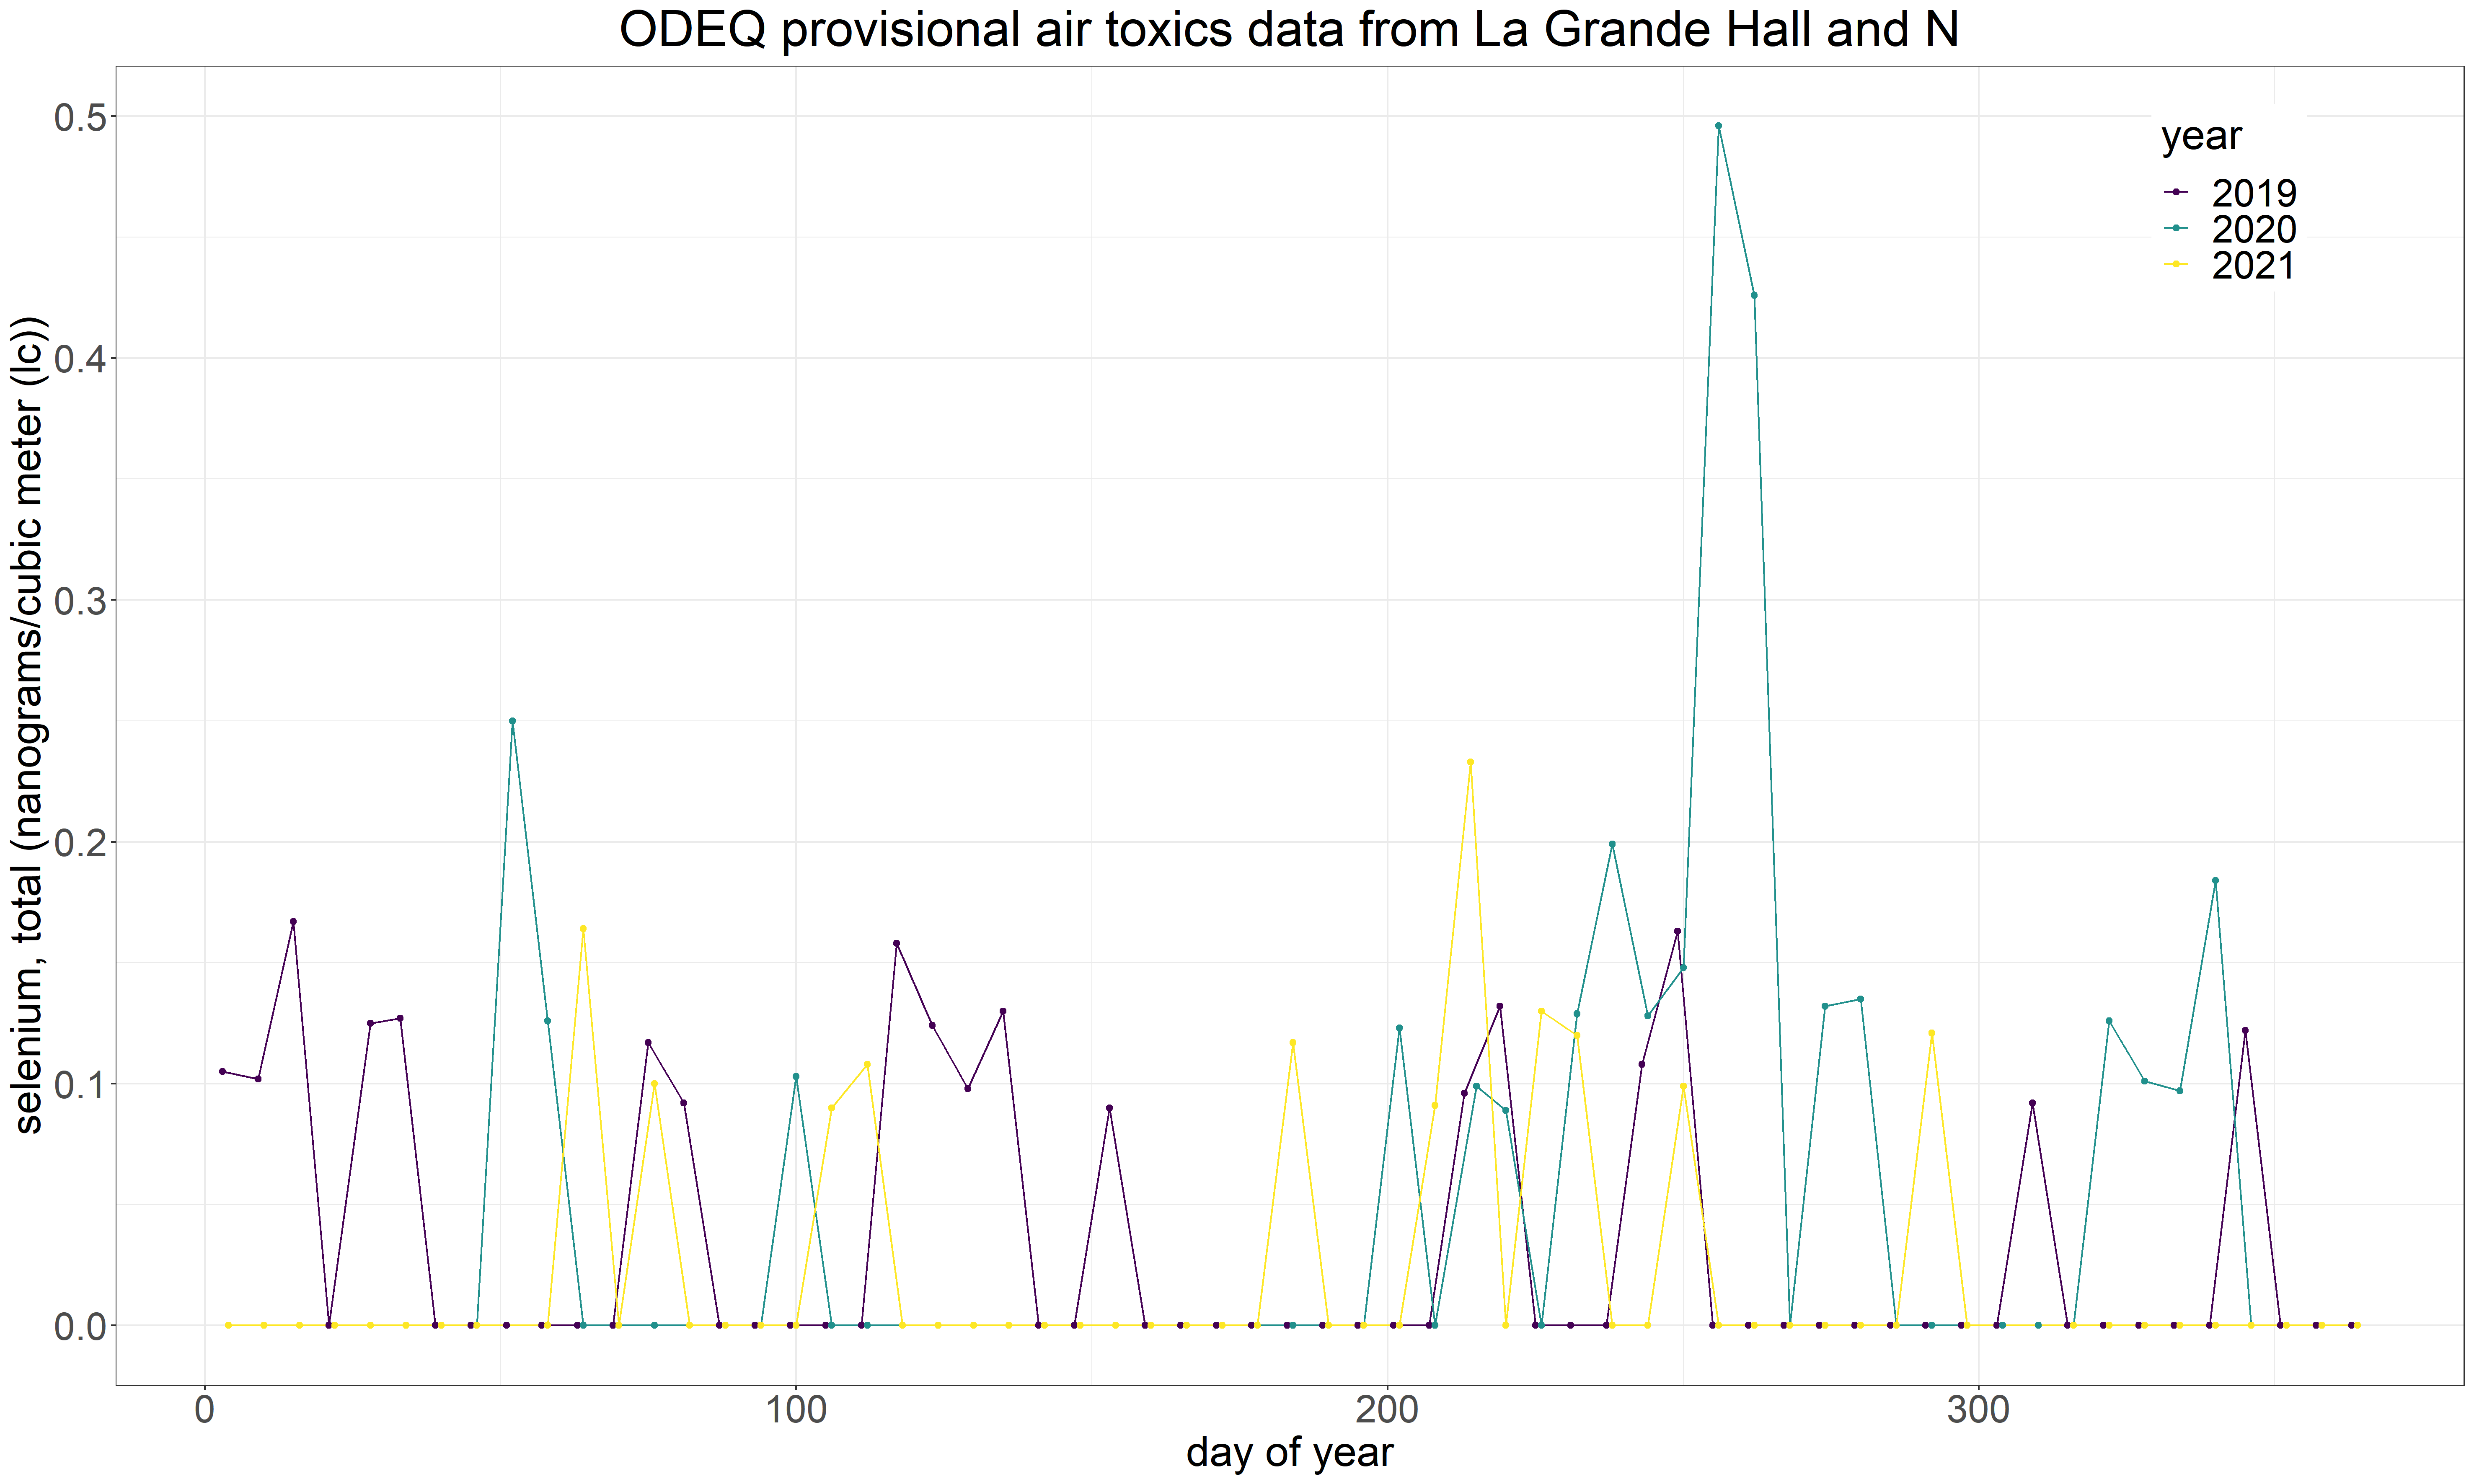 ODEQ provisional air toxics data from La Grande Hall and N
selenium, total (nanograms/cubic meter (lc))
0.5
0.4
0.3
0.2
0.1
0.0
year
2019
2020
2021
0 100 200 300
day of year